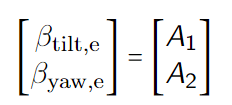 [β_tilt,e] = [A_1]
[β_yaw,e] [A_2]